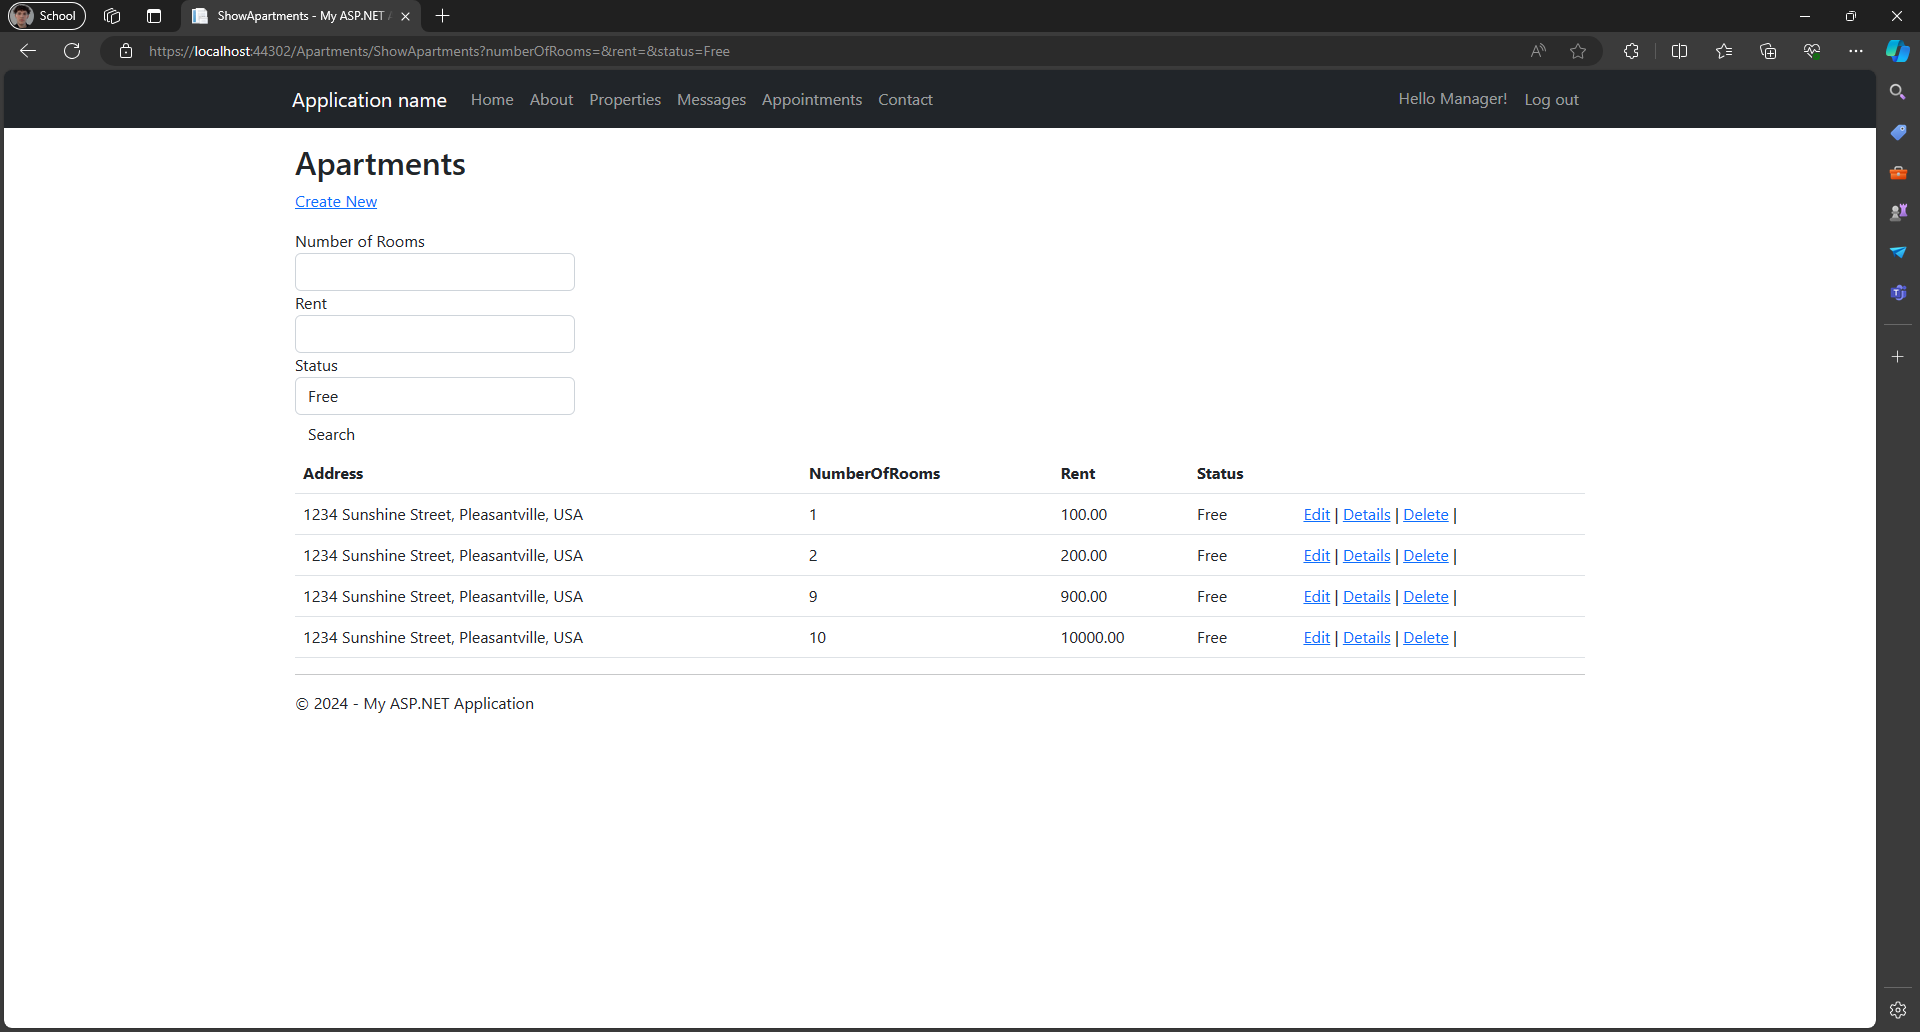 School
ShowApartments - My ASP.NET
https://localhost:44302/Apartments/ShowApartments?numberOfRooms=&rent=&status=Free
Application name Home About Properties Messages Appointments Contact Hello Manager! Log out
Apartments
Create New
Number of Rooms
Rent
Status
Free
Search
Address NumberOfRooms Rent Status
1234 Sunshine Street, Pleasantville, USA 1 100.00 Free Edit | Details | Delete |
1234 Sunshine Street, Pleasantville, USA 2 200.00 Free Edit | Details | Delete |
1234 Sunshine Street, Pleasantville, USA 9 900.00 Free Edit | Details | Delete |
1234 Sunshine Street, Pleasantville, USA 10 10000.00 Free Edit | Details | Delete |
© 2024 - My ASP.NET Application